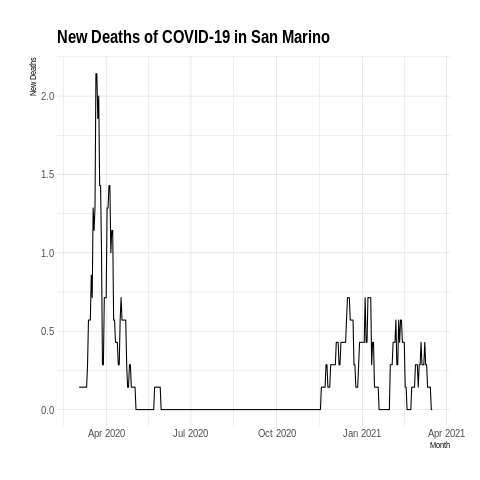 New Deaths of COVID-19 in San Marino
New Deaths
2.0
1.5
1.0
0.5
0.0
Apr 2020 Jul 2020 Oct 2020 Jan 2021 Apr 2021
Month